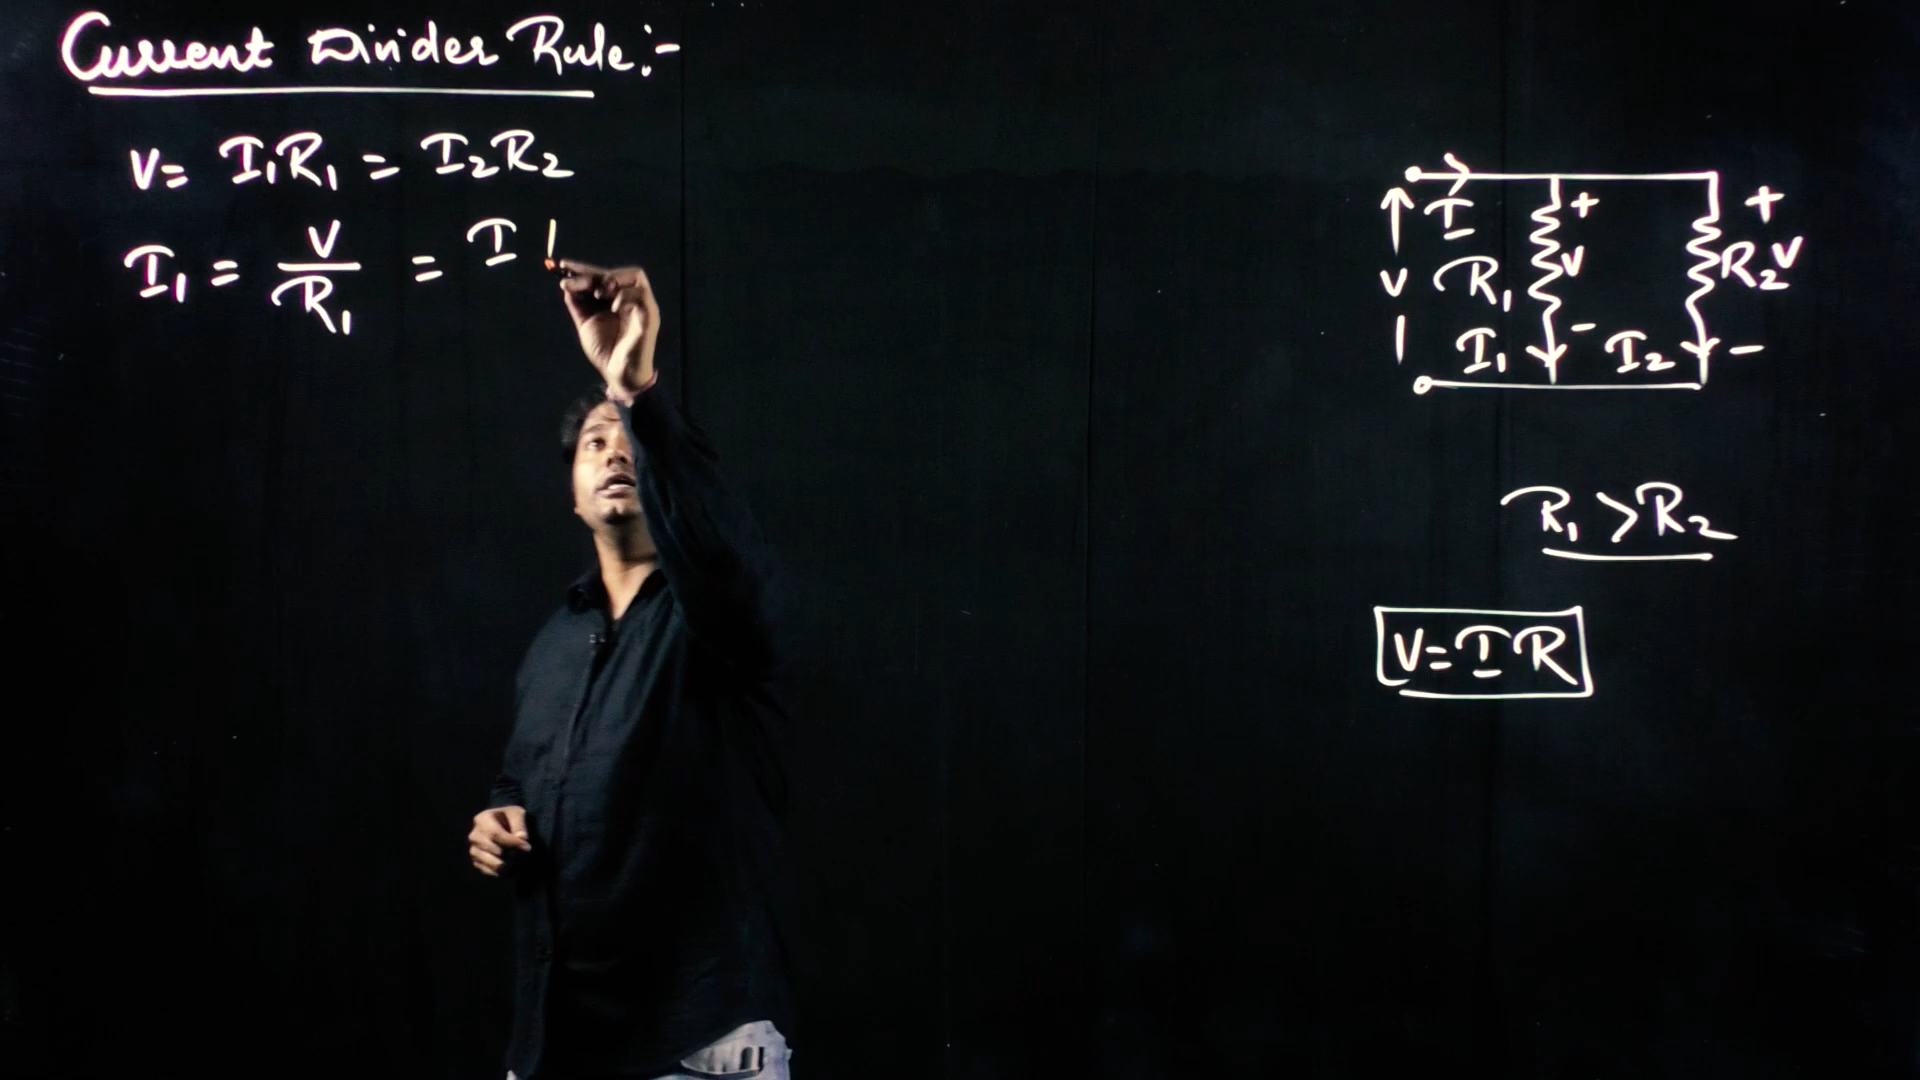 Current Divider Rule:-
V= I₁R₁ = I₂R₂
I₁ = V/R₁ = I
I
+ +
V R₁ V R₂ V
I₁ - I₂ -
R₁ >R₂
V=IR